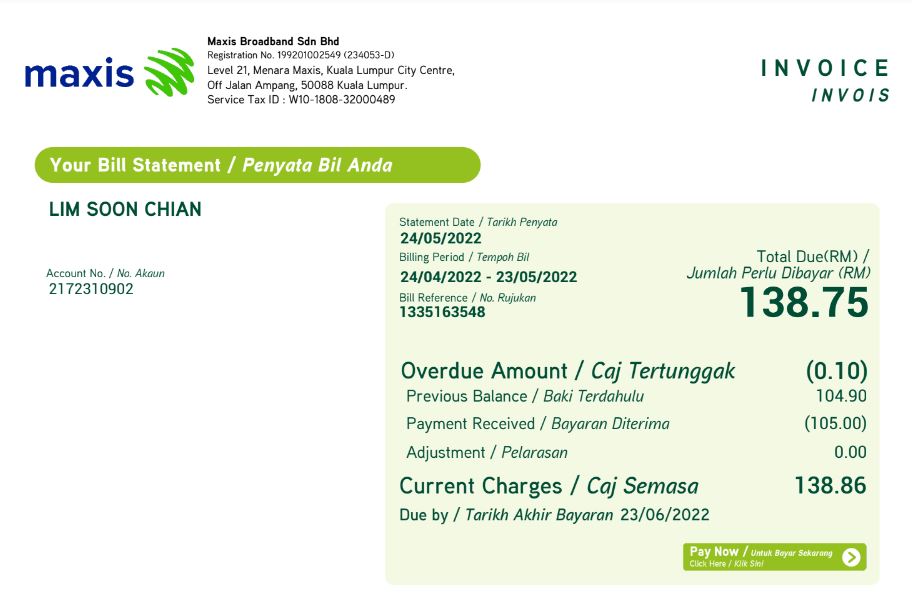 maxis
Maxis Broadband Sdn Bhd
Registration No. 199201002549 (234053-D)
Level 21, Menara Maxis, Kuala Lumpur City Centre,
Off Jalan Ampang, 50088 Kuala Lumpur.
Service Tax ID : W10-1808-32000489
INVOICE
INVOIS
Your Bill Statement / Penyata Bil Anda
LIM SOON CHIAN
Account No. / No. Akaun
2172310902
Statement Date / Tarikh Penyata
24/05/2022
Billing Period / Tempoh Bil
24/04/2022 - 23/05/2022
Bill Reference / No. Rujukan
1335163548
Total Due(RM) /
Jumlah Perlu Dibayar (RM)
138.75
Overdue Amount / Caj Tertunggak (0.10)
Previous Balance / Baki Terdahulu 104.90
Payment Received / Bayaran Diterima (105.00)
Adjustment / Pelarasan 0.00
Current Charges / Caj Semasa 138.86
Due by / Tarikh Akhir Bayaran 23/06/2022
Pay Now / Untuk Bayar Sekarang
Click Here / Klik Sini